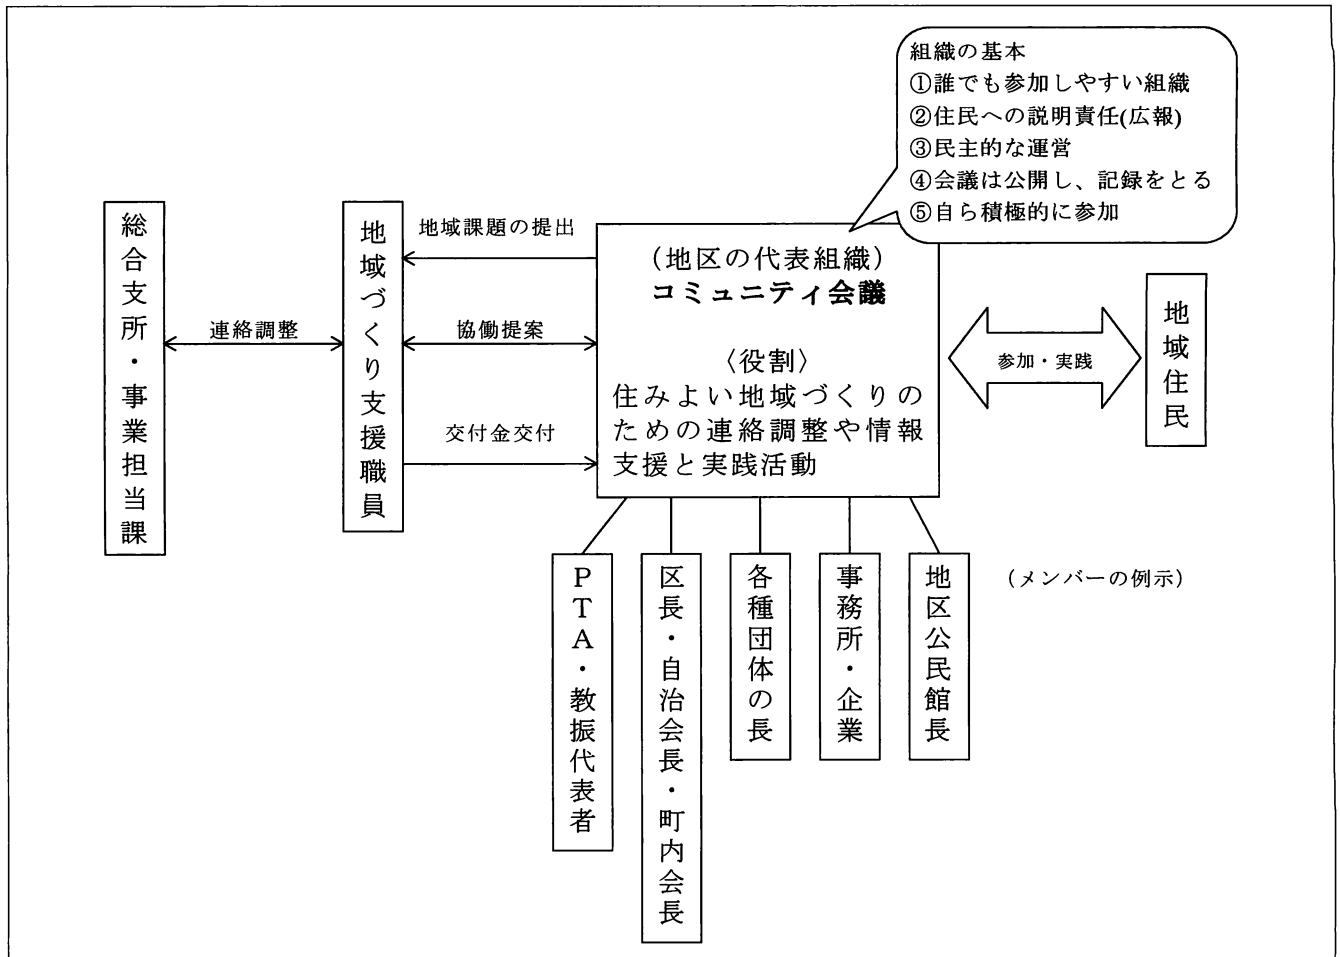 組織の基本
①誰でも参加しやすい組織
②住民への説明責任(広報)
③民主的な運営
④会議は公開し、記録をとる
⑤自ら積極的に参加
総合支所・事業担当課
連絡調整
地域づくり支援職員
地域課題の提出
協働提案
交付金交付
（地区の代表組織）
コミュニティ会議
〈役割〉
住みよい地域づくりの
ための連絡調整や情報
支援と実践活動
参加・実践
地域住民
PTA・教振代表者
区長・自治会長・町内会長
各種団体の長
事務所・企業
地区公民館長
（メンバーの例示）